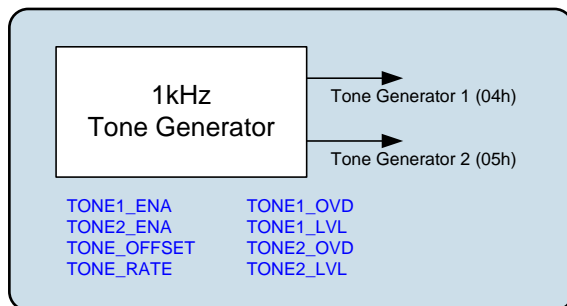 1kHz
Tone Generator
Tone Generator 1 (04h)
Tone Generator 2 (05h)
TONE1_ENA
TONE2_ENA
TONE_OFFSET
TONE_RATE
TONE1_OVD
TONE1_LVL
TONE2_OVD
TONE2_LVL